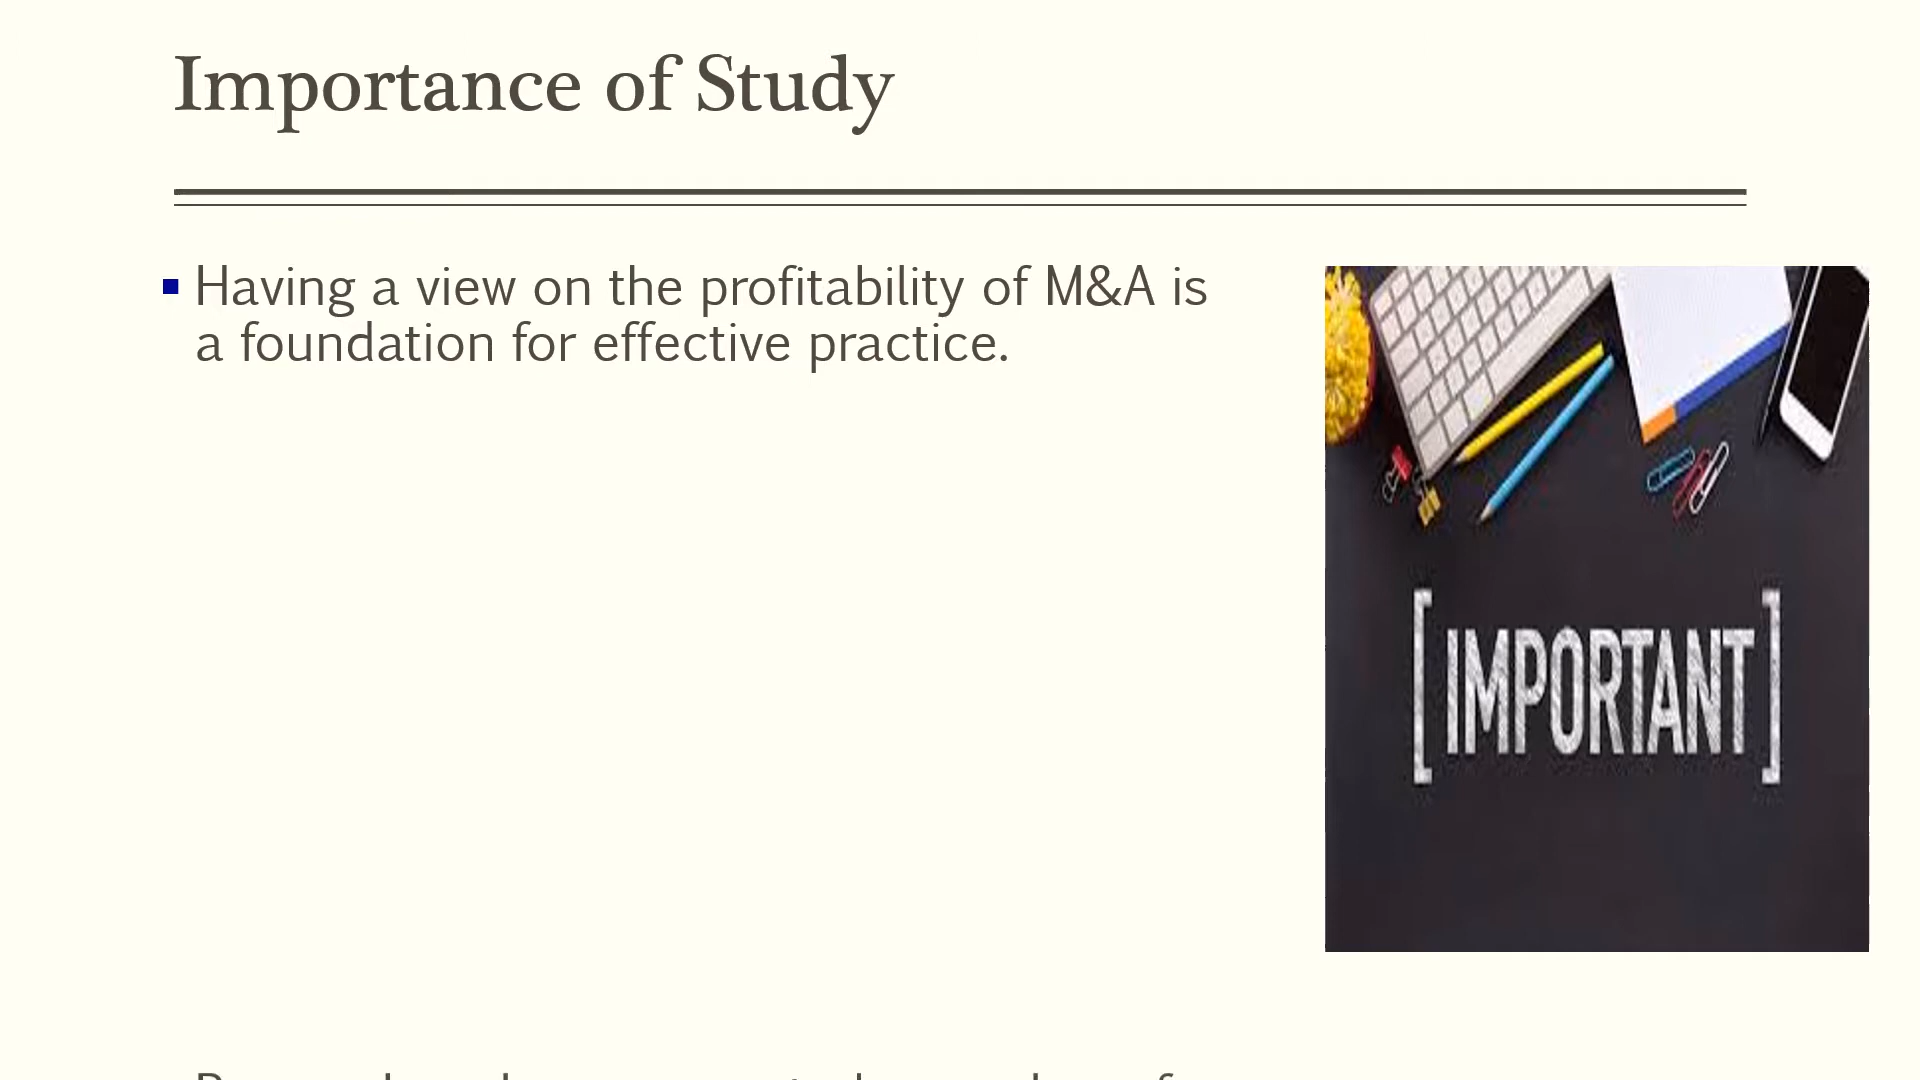 Importance of Study
Having a view on the profitability of M&A is
a foundation for effective practice.
[IMPORTANT]